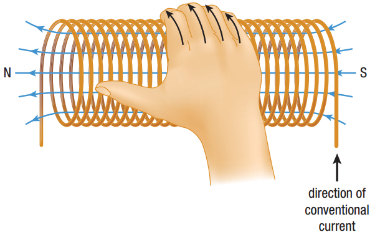 N
S
direction of
conventional
current